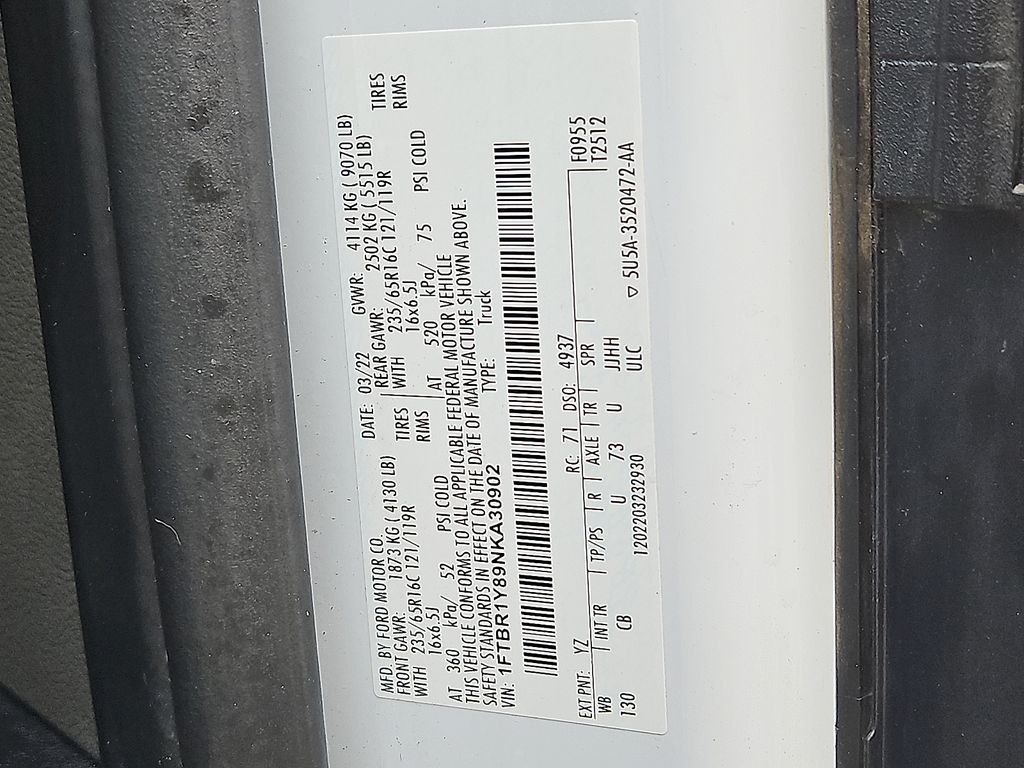 MFD. BY FORD MOTOR CO. DATE: 03/22 GVWR: 4114 KG ( 9070 LB)
FRONT GAWR: 1873 KG ( 4130 LB) REAR GAWR: 2502 KG ( 5515 LB)
WITH 235/65R16C 121/119R TIRES WITH 235/65R16C 121/119R TIRES
16x6.5J RIMS 16x6.5J RIMS
AT 360 kPa/ 52 PSI COLD AT 520 kPa/ 75 PSI COLD
THIS VEHICLE CONFORMS TO ALL APPLICABLE FEDERAL MOTOR VEHICLE
SAFETY STANDARDS IN EFFECT ON THE DATE OF MANUFACTURE SHOWN ABOVE.
VIN: 1FTBR1Y89NKA30902 TYPE: Truck
EXT PNT: YZ RC: 71 DSO: 4937 F0955
WB INT TR TP/PS R AXLE TR SPR T2512
130 CB U 73 U JJHH
1202203232930 ULC ▽ 5U5A-3520472-AA